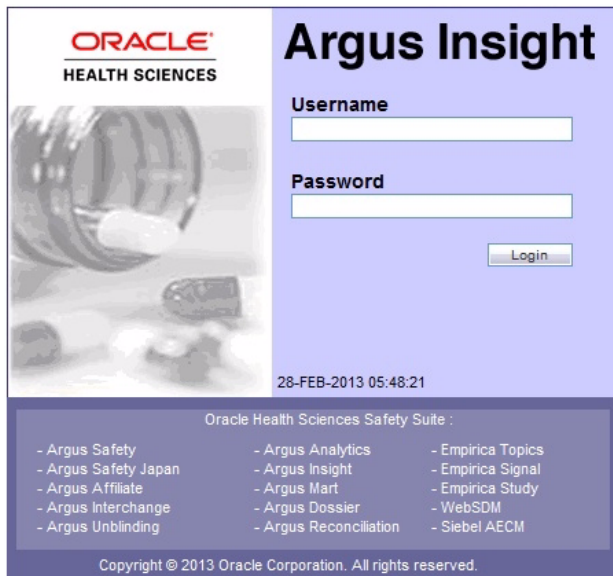 ORACLE
HEALTH SCIENCES
Argus Insight
Username
Password
Login
28-FEB-2013 05:48:21
Oracle Health Sciences Safety Suite :
- Argus Safety - Argus Analytics - Empirica Topics
- Argus Safety Japan - Argus Insight - Empirica Signal
- Argus Affiliate - Argus Mart - Empirica Study
- Argus Interchange - Argus Dossier - WebSDM
- Argus Unblinding - Argus Reconciliation - Siebel AECM
Copyright © 2013 Oracle Corporation. All rights reserved.